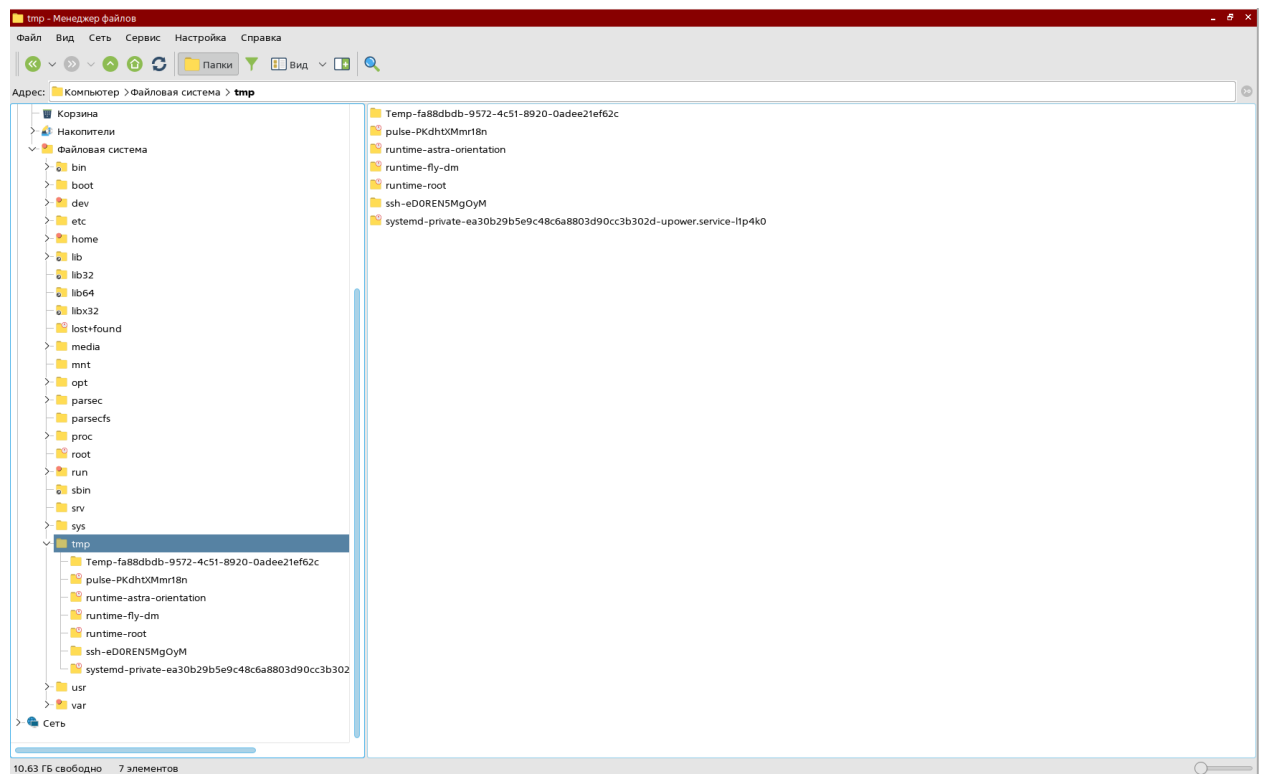 tmp - Менеджер файлов
Файл Вид Сеть Сервис Настройка Справка
Папки Вид
Адрес: Компьютер > Файловая система > tmp
Корзина
Накопители
Файловая система
bin
boot
dev
etc
home
lib
lib32
lib64
libx32
lost+found
media
mnt
opt
parsec
parsecfs
proc
root
run
sbin
srv
sys
tmp
Temp-fa88dbdb-9572-4c51-8920-0adee21ef62c
pulse-PKdhtXMmr18n
runtime-astra-orientation
runtime-fly-dm
runtime-root
ssh-eD0REN5MgOyM
systemd-private-ea30b29b5e9c48c6a8803d90cc3b302
usr
var
Сеть
Temp-fa88dbdb-9572-4c51-8920-0adee21ef62c
pulse-PKdhtXMmr18n
runtime-astra-orientation
runtime-fly-dm
runtime-root
ssh-eD0REN5MgOyM
systemd-private-ea30b29b5e9c48c6a8803d90cc3b302d-upower.service-l1p4k0
10.63 ГБ свободно 7 элементов